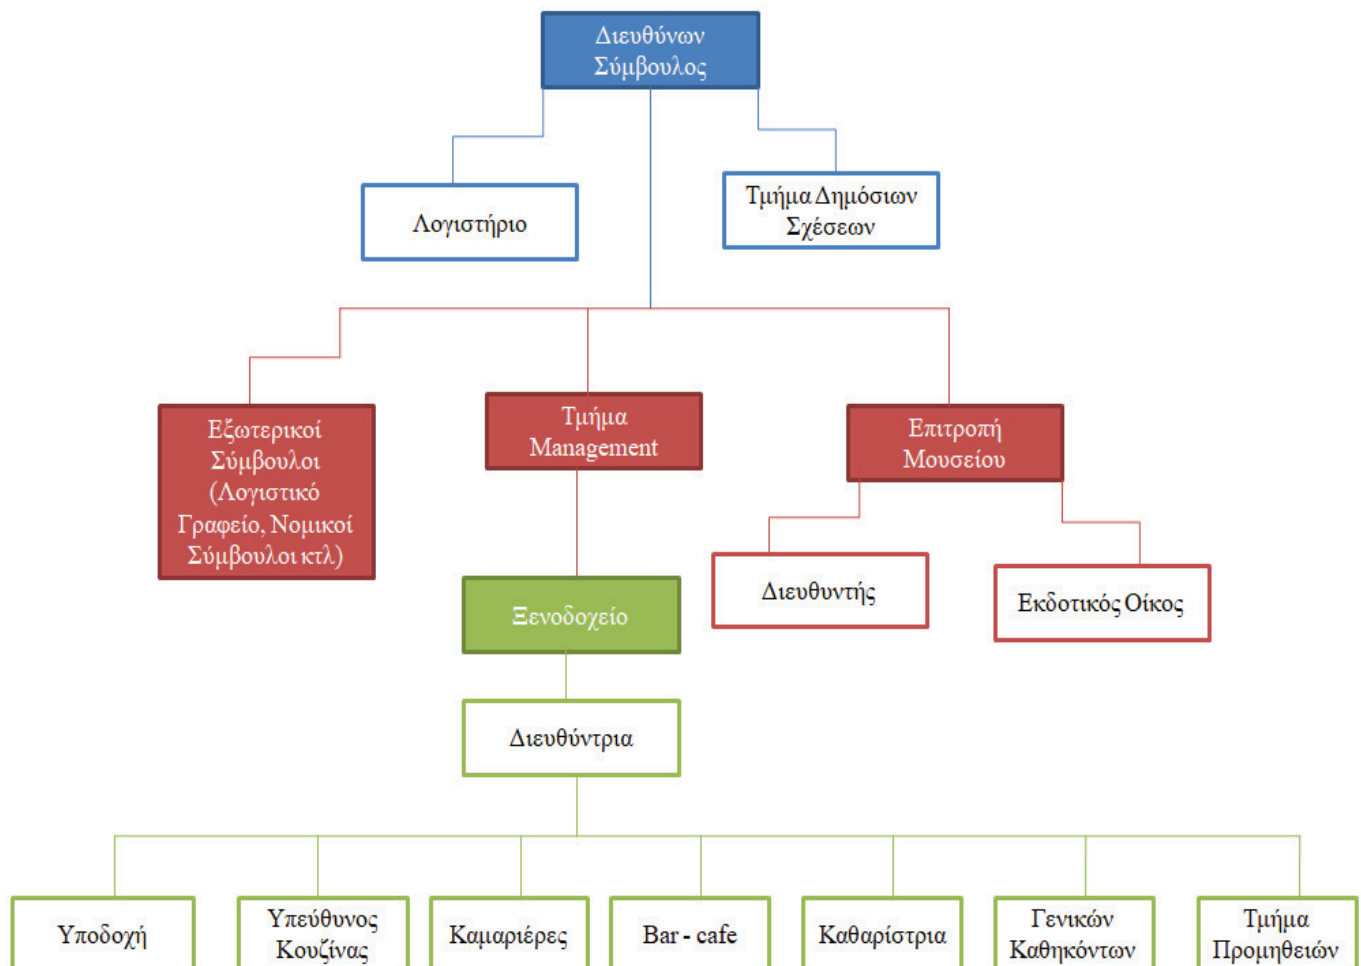 Διευθύνων
Σύμβουλος
Λογιστήριο
Τμήμα Δημόσιων
Σχέσεων
Εξωτερικοί
Σύμβουλοι
(Λογιστικό
Γραφείο, Νομικοί
Σύμβουλοι κτλ)
Τμήμα
Management
Επιτροπή
Μουσείου
Διευθυντής
Εκδοτικός Οίκος
Ξενοδοχείο
Διευθύντρια
Υποδοχή
Υπεύθυνος
Κουζίνας
Καμαριέρες
Bar - cafe
Καθαρίστρια
Γενικών
Καθηκόντων
Τμήμα
Προμηθειών